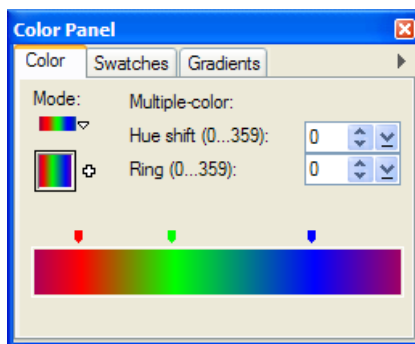 Color Panel
Color Swatches Gradients
Mode: Multiple-color:
Hue shift (0...359): 0
Ring (0...359): 0